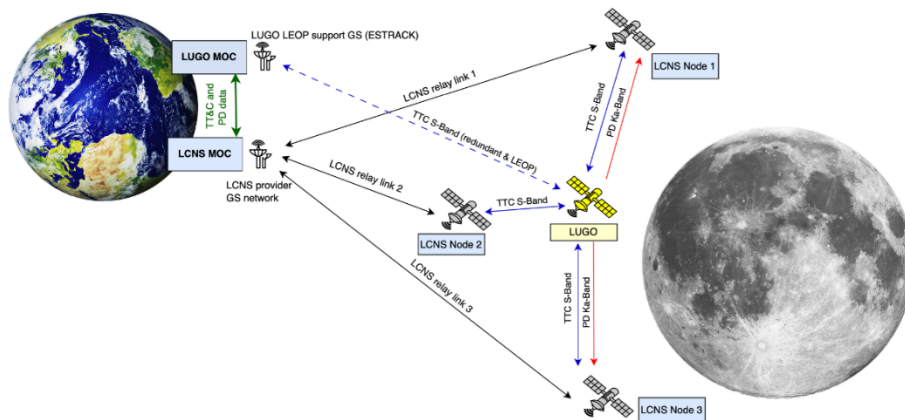 LUGO LEOP support GS (ESTRACK)
LUGO MOC
TT&C and
PD data
LCNS MOC
LCNS provider
GS network
LCNS relay link 1
TTC S-Band (redundant & LEOP)
LCNS relay link 2
LCNS relay link 3
LCNS Node 1
TTC S-Band
PD Ka-Band
TTC S-Band
LCNS Node 2
LUGO
TTC S-Band
PD Ka-Band
LCNS Node 3